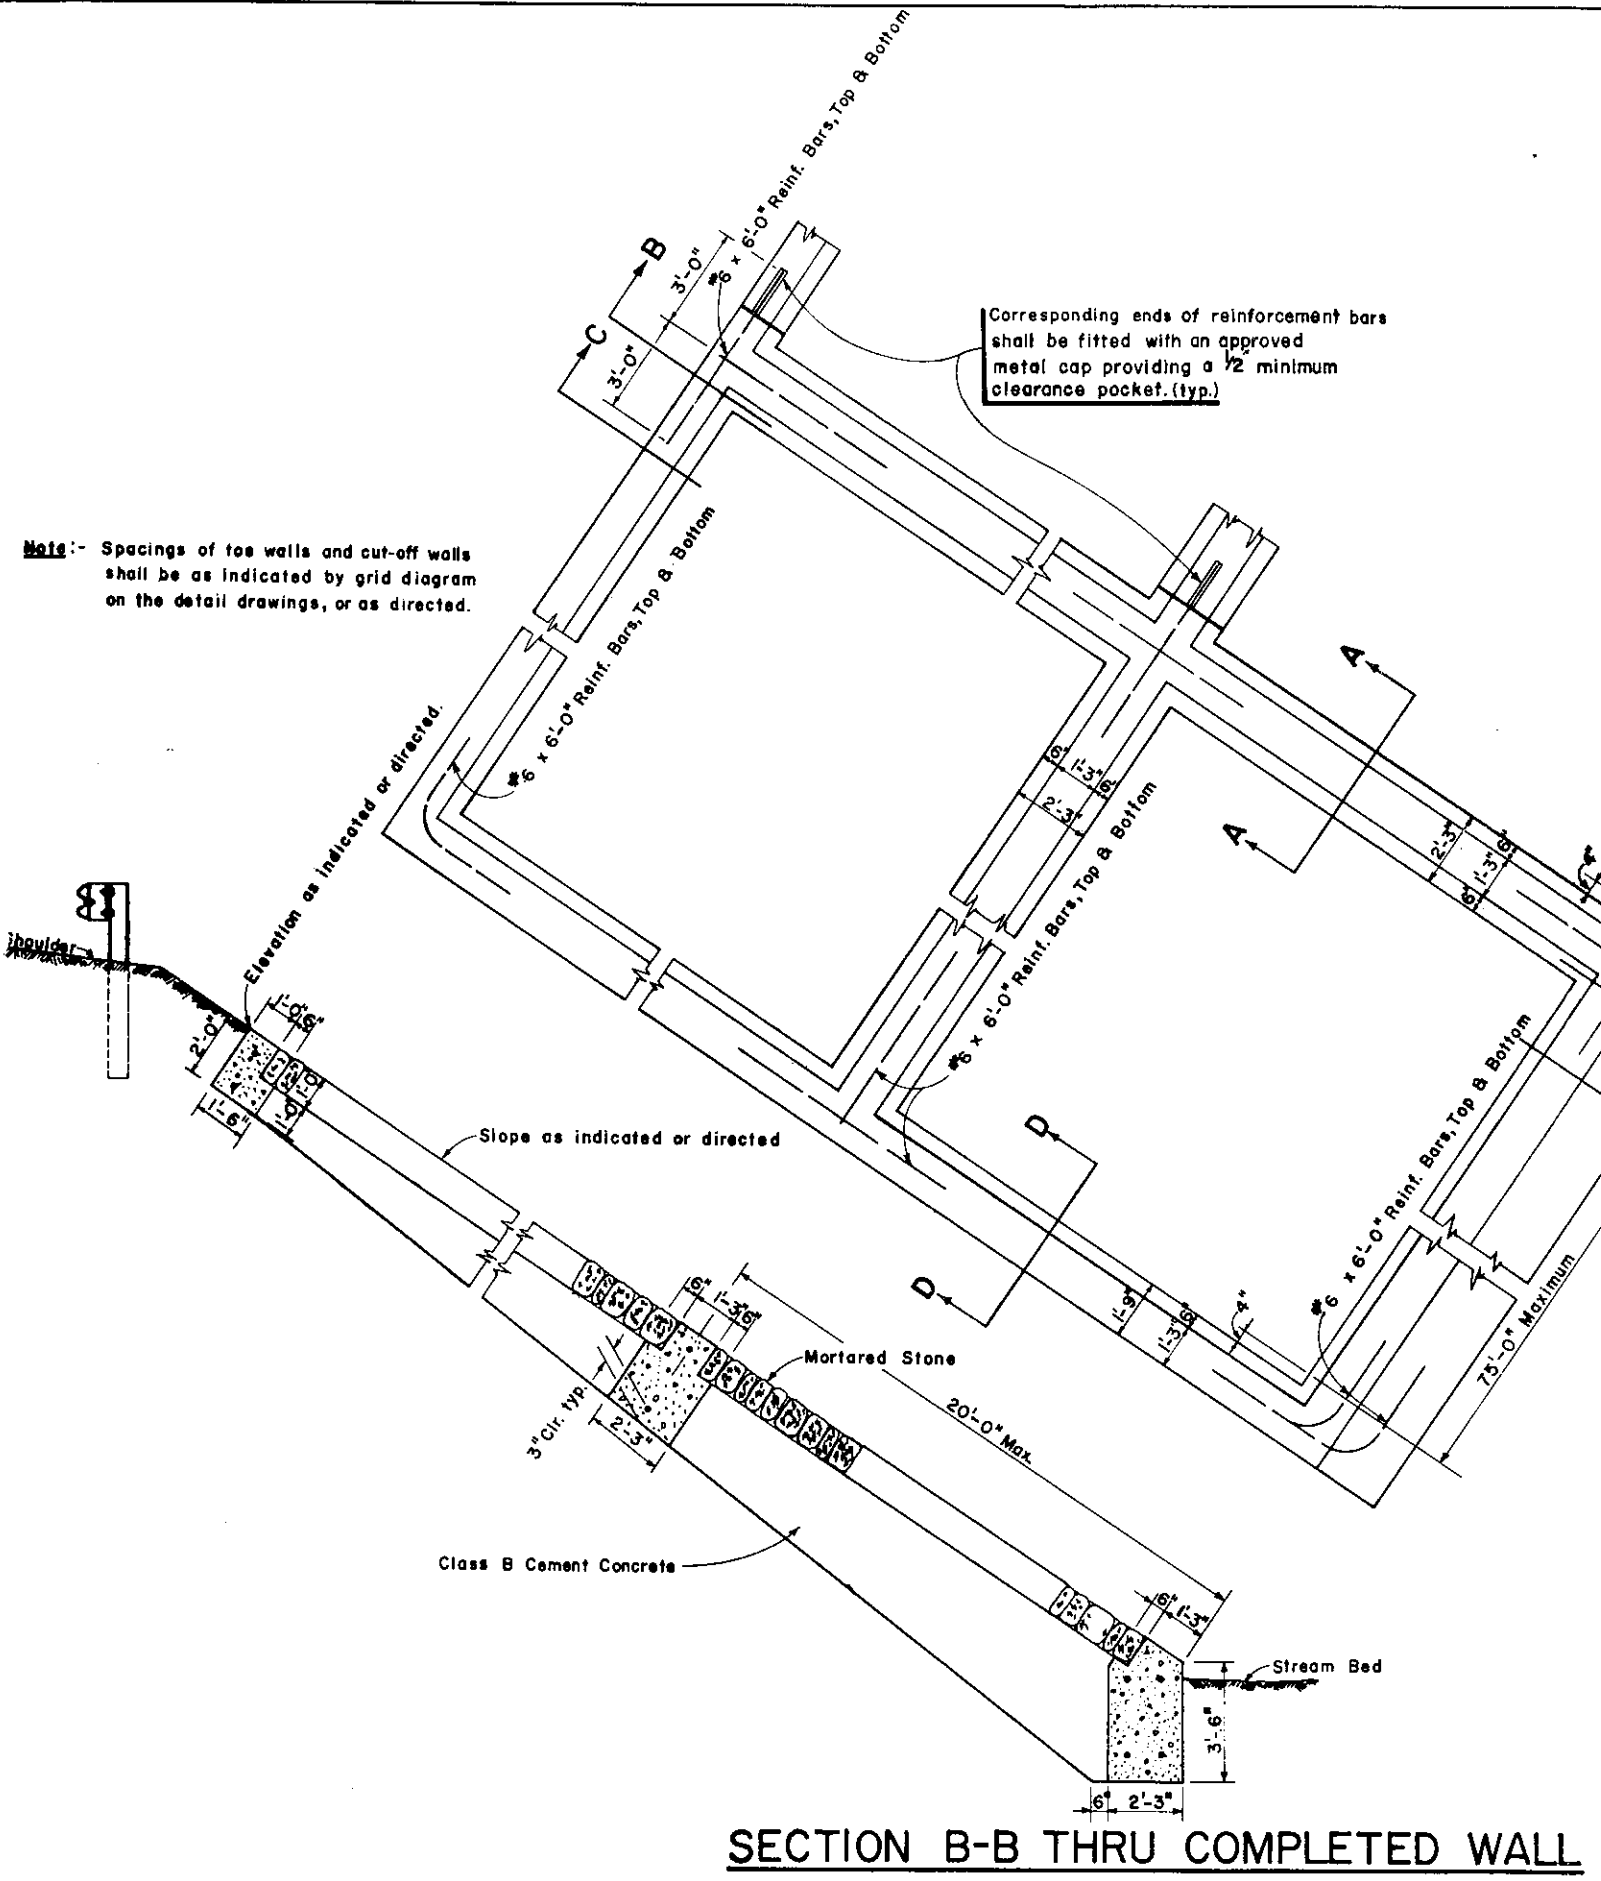 #6 x 6'-0" Reinf. Bars, Top & Bottom
B
3'-0"
C
3'-0"
Corresponding ends of reinforcement bars
shall be fitted with an approved
metal cap providing a 1/2" minimum
clearance pocket. (typ.)
Note:- Spacings of toe walls and cut-off walls
shall be as indicated by grid diagram
on the detail drawings, or as directed.
#6 x 6'-0" Reinf. Bars, Top & Bottom
A
A
6"
1'-3"
6"
2'-3"
#6 x 6'-0" Reinf. Bars, Top & Bottom
2'-3"
6"
1'-3"
6"
4"
Elevation as indicated or directed.
Shoulder
1'-0"
6"
2'-0"
1'-0"
1'-0"
1'-6"
Slope as indicated or directed
D
D
#6 x 6'-0" Reinf. Bars, Top & Bottom
1'-9"
1'-3"
6"
4"
75'-0" Maximum
6"
1'-3"
6"
Mortared Stone
20'-0" Max.
3" Clr. typ.
2'-3"
Class B Cement Concrete
6"
1'-3"
Stream Bed
3'-6"
6"
2'-3"
SECTION B-B THRU COMPLETED WALL